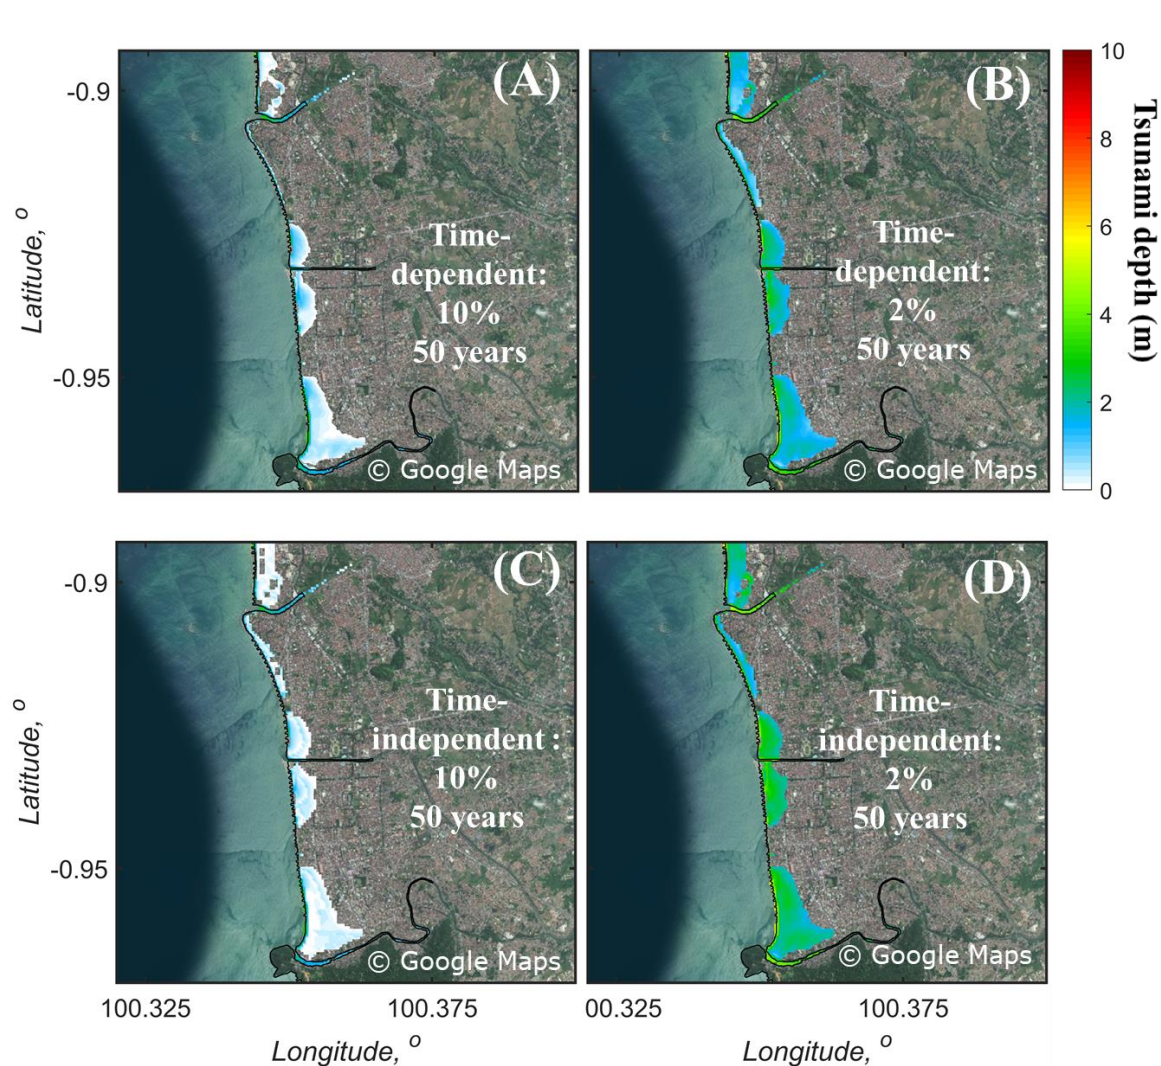 (A)
(B)
-0.9
-0.95
Latitude, o
Time-
dependent:
10%
50 years
© Google Maps
Time-
dependent:
2%
50 years
© Google Maps
10
8
6
4
2
0
Tsunami depth (m)
(C)
(D)
-0.9
-0.95
Latitude, o
Time-
independent :
10%
50 years
© Google Maps
Time-
independent:
2%
50 years
© Google Maps
100.325
100.375
00.325
100.375
Longitude, o
Longitude, o